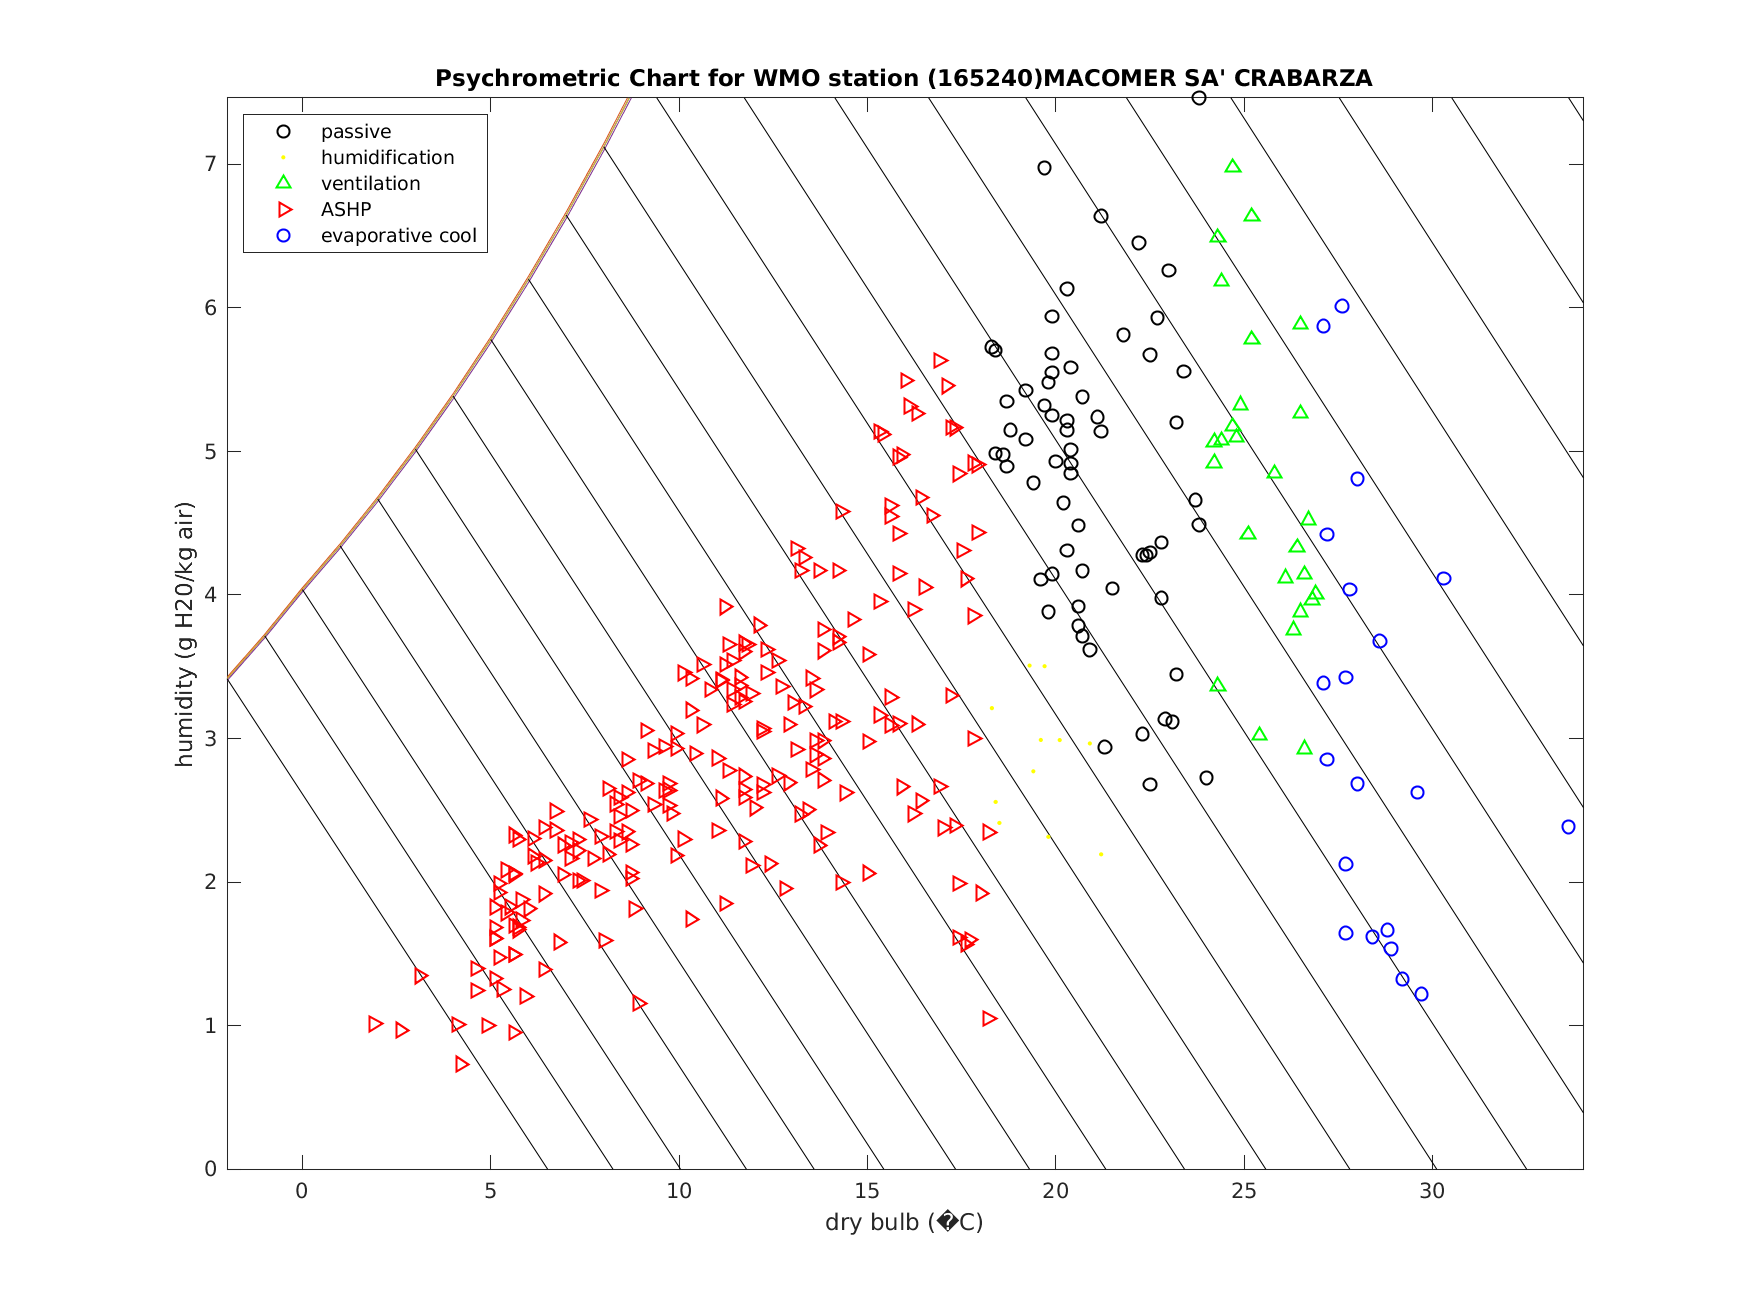 Psychrometric Chart for WMO station (165240)MACOMER SA' CRABARZA
passive
humidification
ventilation
ASHP
evaporative cool
7
6
5
4
3
2
1
0
humidity (g H20/kg air)
0 5 10 15 20 25 30
dry bulb (�C)